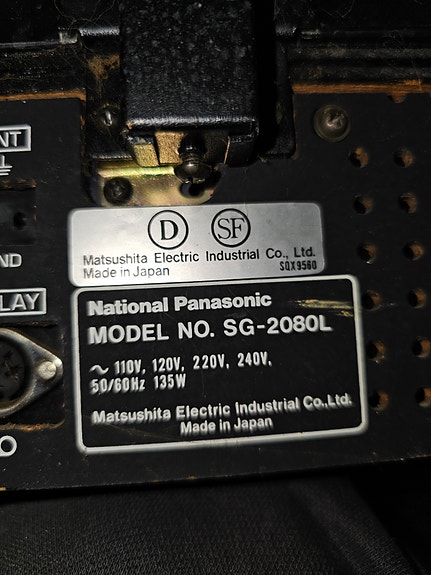 NT
ND
LAY
O
D SF
Matsushita Electric Industrial Co., Ltd.
Made in Japan SQX9560
National Panasonic
MODEL NO. SG-2080L
～ 110V, 120V, 220V, 240V,
50/60Hz 135W
Matsushita Electric Industrial Co.,Ltd.
Made in Japan